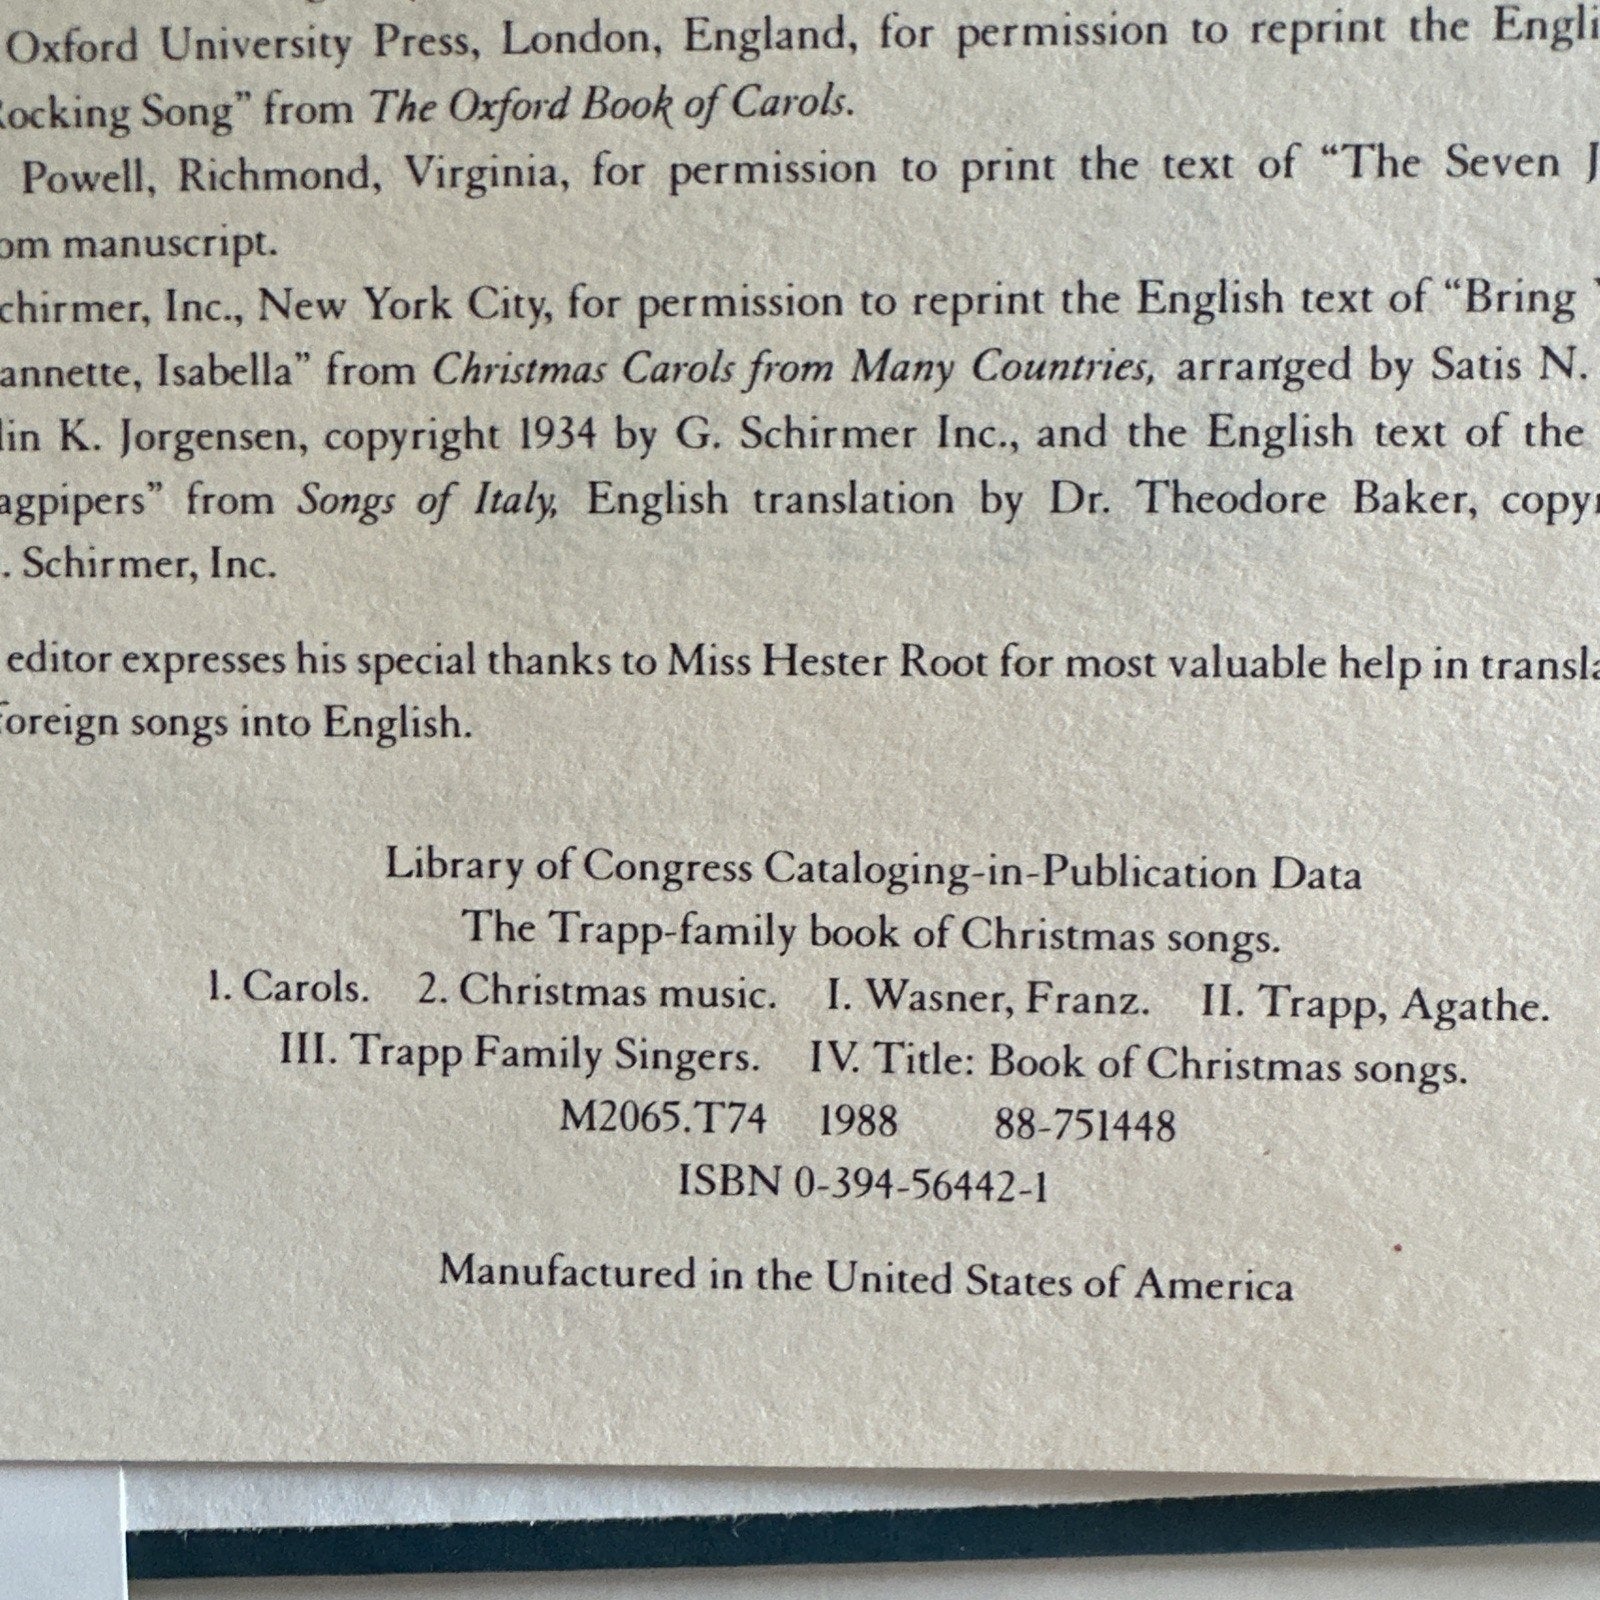 Oxford University Press, London, England, for permission to reprint the Engli
Rocking Song” from The Oxford Book of Carols.
Powell, Richmond, Virginia, for permission to print the text of “The Seven J
om manuscript.
chirmer, Inc., New York City, for permission to reprint the English text of “Bring
annette, Isabella” from Christmas Carols from Many Countries, arranged by Satis N.
lin K. Jorgensen, copyright 1934 by G. Schirmer Inc., and the English text of the
agpipers” from Songs of Italy, English translation by Dr. Theodore Baker, copyr
. Schirmer, Inc.
editor expresses his special thanks to Miss Hester Root for most valuable help in transla
foreign songs into English.
Library of Congress Cataloging-in-Publication Data
The Trapp-family book of Christmas songs.
1. Carols. 2. Christmas music. I. Wasner, Franz. II. Trapp, Agathe.
III. Trapp Family Singers. IV. Title: Book of Christmas songs.
M2065.T74 1988 88-751448
ISBN 0-394-56442-1
Manufactured in the United States of America